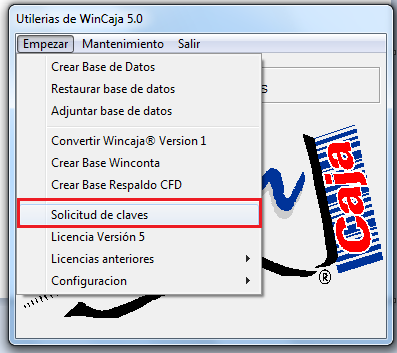 Utilerias de WinCaja 5.0
Empezar Mantenimiento Salir
Crear Base de Datos
Restaurar base de datos
Adjuntar base de datos
Convertir Wincaja® Version 1
Crear Base Winconta
Crear Base Respaldo CFD
Solicitud de claves
Licencia Versión 5
Licencias anteriores
Configuracion
s
n
Caja
®